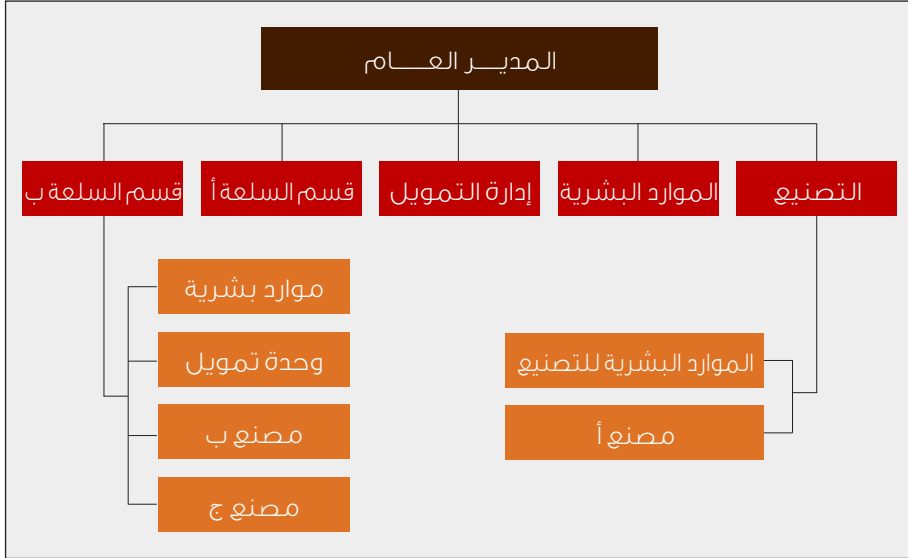 المديـــر العــــام
التصنيع
الموارد البشرية
إدارة التمويل
قسم السلعة أ
قسم السلعة ب
الموارد البشرية للتصنيع
مصنع أ
موارد بشرية
وحدة تمويل
مصنع ب
مصنع ج